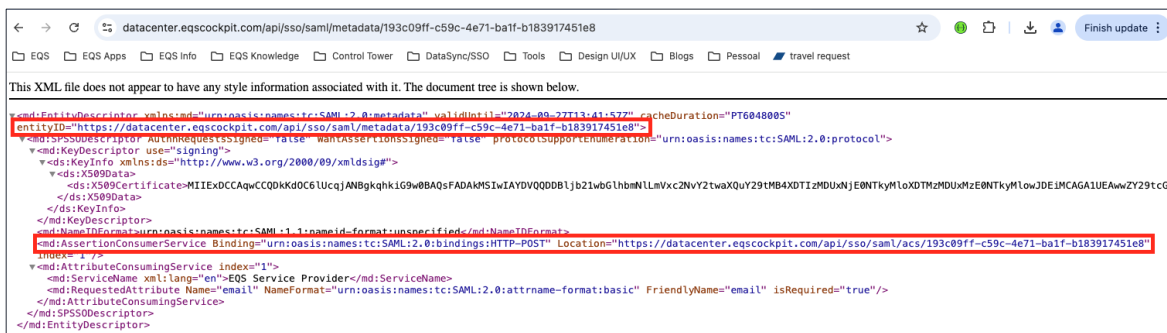 datacenter.eqscockpit.com/api/sso/saml/metadata/193c09ff-c59c-4e71-ba1f-b183917451e8 Finish update
EQS EQS Apps EQS Info EQS Knowledge Control Tower DataSync/SSO Tools Design UI/UX Blogs Pessoal travel request
This XML file does not appear to have any style information associated with it. The document tree is shown below.
<md:EntityDescriptor xmlns:md="urn:oasis:names:tc:SAML:2.0:metadata" validUntil="2024-09-27T13:41:57Z" cacheDuration="PT604800S"
entityID="https://datacenter.eqscockpit.com/api/sso/saml/metadata/193c09ff-c59c-4e71-ba1f-b183917451e8">
<md:SPSSODescriptor AuthnRequestsSigned="false" WantAssertionsSigned="false" protocolSupportEnumeration="urn:oasis:names:tc:SAML:2.0:protocol">
<md:KeyDescriptor use="signing">
<ds:KeyInfo xmlns:ds="http://www.w3.org/2000/09/xmldsig#">
<ds:X509Data>
<ds:X509Certificate>
</ds:X509Data>
</ds:KeyInfo>
</md:KeyDescriptor>
<md:NameIDFormat>urn:oasis:names:tc:SAML:1.1:nameid-format:unspecified</md:NameIDFormat>
<md:AssertionConsumerService Binding="urn:oasis:names:tc:SAML:2.0:bindings:HTTP-POST" Location="https://datacenter.eqscockpit.com/api/sso/saml/acs/193c09ff-c59c-4e71-ba1f-b183917451e8"
index="1"/>
<md:AttributeConsumingService index="1">
<md:ServiceName xml:lang="en">EQS Service Provider</md:ServiceName>
<md:RequestedAttribute Name="email" NameFormat="urn:oasis:names:tc:SAML:2.0:attrname-format:basic" FriendlyName="email" isRequired="true"/>
</md:AttributeConsumingService>
</md:SPSSODescriptor>
</md:EntityDescriptor>